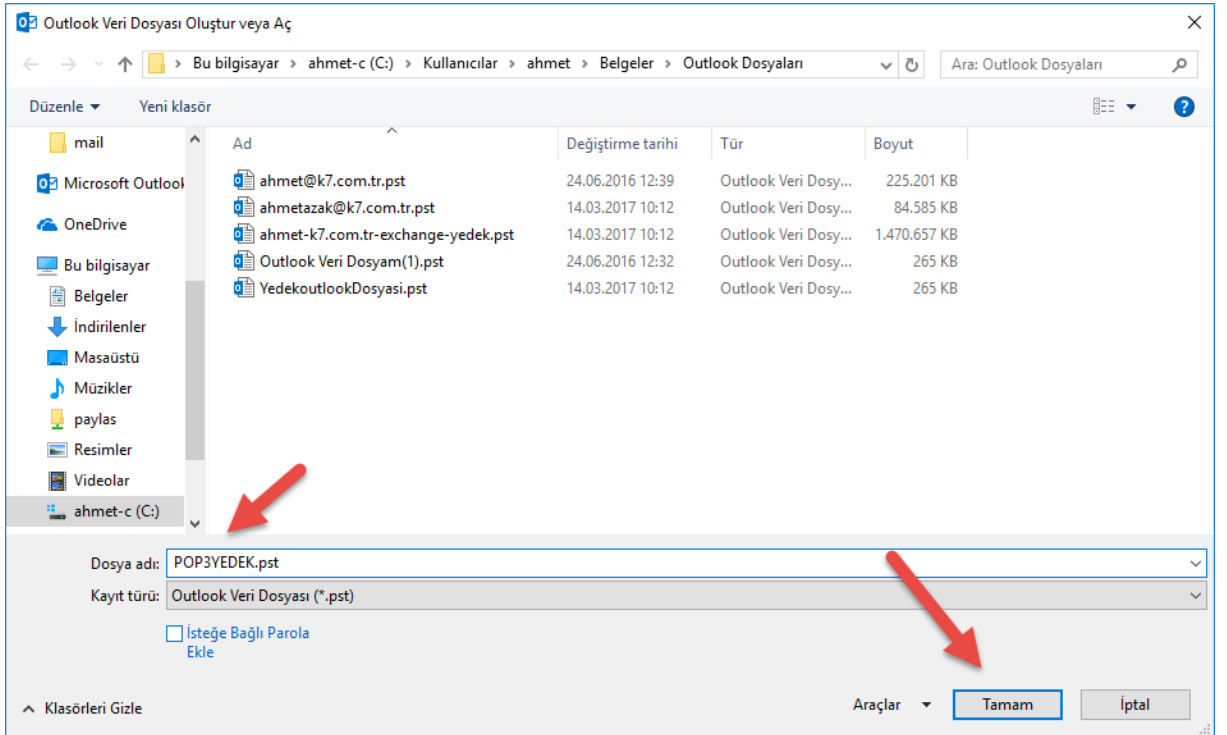 Outlook Veri Dosyası Oluştur veya Aç
Bu bilgisayar > ahmet-c (C:) > Kullanıcılar > ahmet > Belgeler > Outlook Dosyaları
Ara: Outlook Dosyaları
Düzenle
Yeni klasör
mail
Microsoft Outlook
OneDrive
Bu bilgisayar
Belgeler
İndirilenler
Masaüstü
Müzikler
paylas
Resimler
Videolar
ahmet-c (C:)
Ad Değiştirme tarihi Tür Boyut
ahmet@k7.com.tr.pst 24.06.2016 12:39 Outlook Veri Dosy... 225.201 KB
ahmetazak@k7.com.tr.pst 14.03.2017 10:12 Outlook Veri Dosy... 84.585 KB
ahmet-k7.com.tr-exchange-yedek.pst 14.03.2017 10:12 Outlook Veri Dosy... 1.470.657 KB
Outlook Veri Dosyam(1).pst 24.06.2016 12:32 Outlook Veri Dosy... 265 KB
YedekoutlookDosyasi.pst 14.03.2017 10:12 Outlook Veri Dosy... 265 KB
Dosya adı: POP3YEDEK.pst
Kayıt türü: Outlook Veri Dosyası (*.pst)
İsteğe Bağlı Parola
Ekle
Klasörleri Gizle
Araçlar
Tamam
İptal